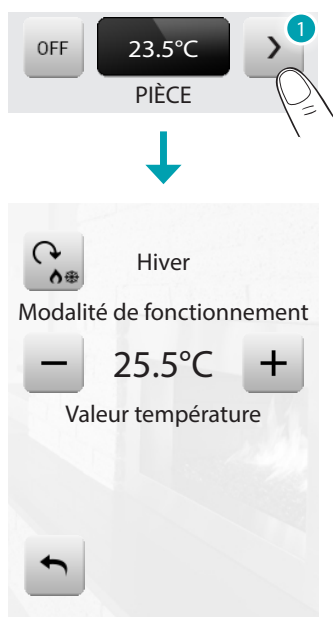 OFF 23.5°C > 1
PIÈCE
Hiver
Modalité de fonctionnement
− 25.5°C +
Valeur température